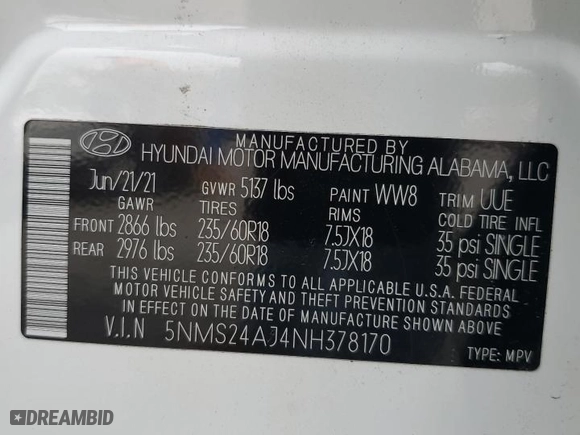 MANUFACTURED BY
HYUNDAI MOTOR MANUFACTURING ALABAMA, LLC
Jun/21/21 GVWR 5137 lbs PAINT WW8 TRIM UUE
GAWR TIRES RIMS COLD TIRE INFL
FRONT 2866 lbs 235/60R18 7.5JX18 35 psi SINGLE
REAR 2976 lbs 235/60R18 7.5JX18 35 psi SINGLE
THIS VEHICLE CONFORMS TO ALL APPLICABLE U.S.A. FEDERAL
MOTOR VEHICLE SAFETY AND THEFT PREVENTION STANDARDS
IN EFFECT ON THE DATE OF MANUFACTURE SHOWN ABOVE
V.I.N 5NMS24AJ4NH378170
TYPE: MPV
DREAMBID